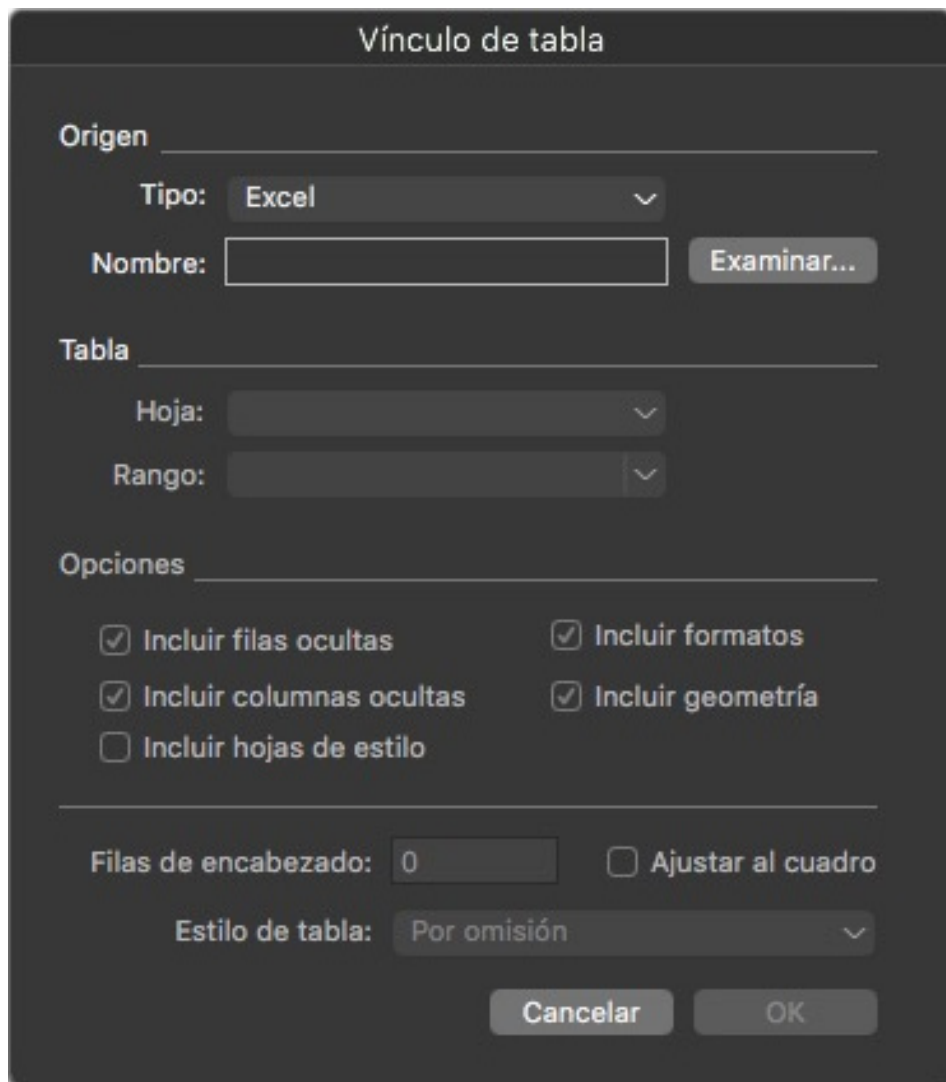 Vínculo de tabla
Origen
Tipo: Excel
Nombre: Examinar...
Tabla
Hoja:
Rango:
Opciones
Incluir filas ocultas Incluir formatos
Incluir columnas ocultas Incluir geometría
Incluir hojas de estilo
Filas de encabezado: 0 Ajustar al cuadro
Estilo de tabla: Por omisión
Cancelar OK